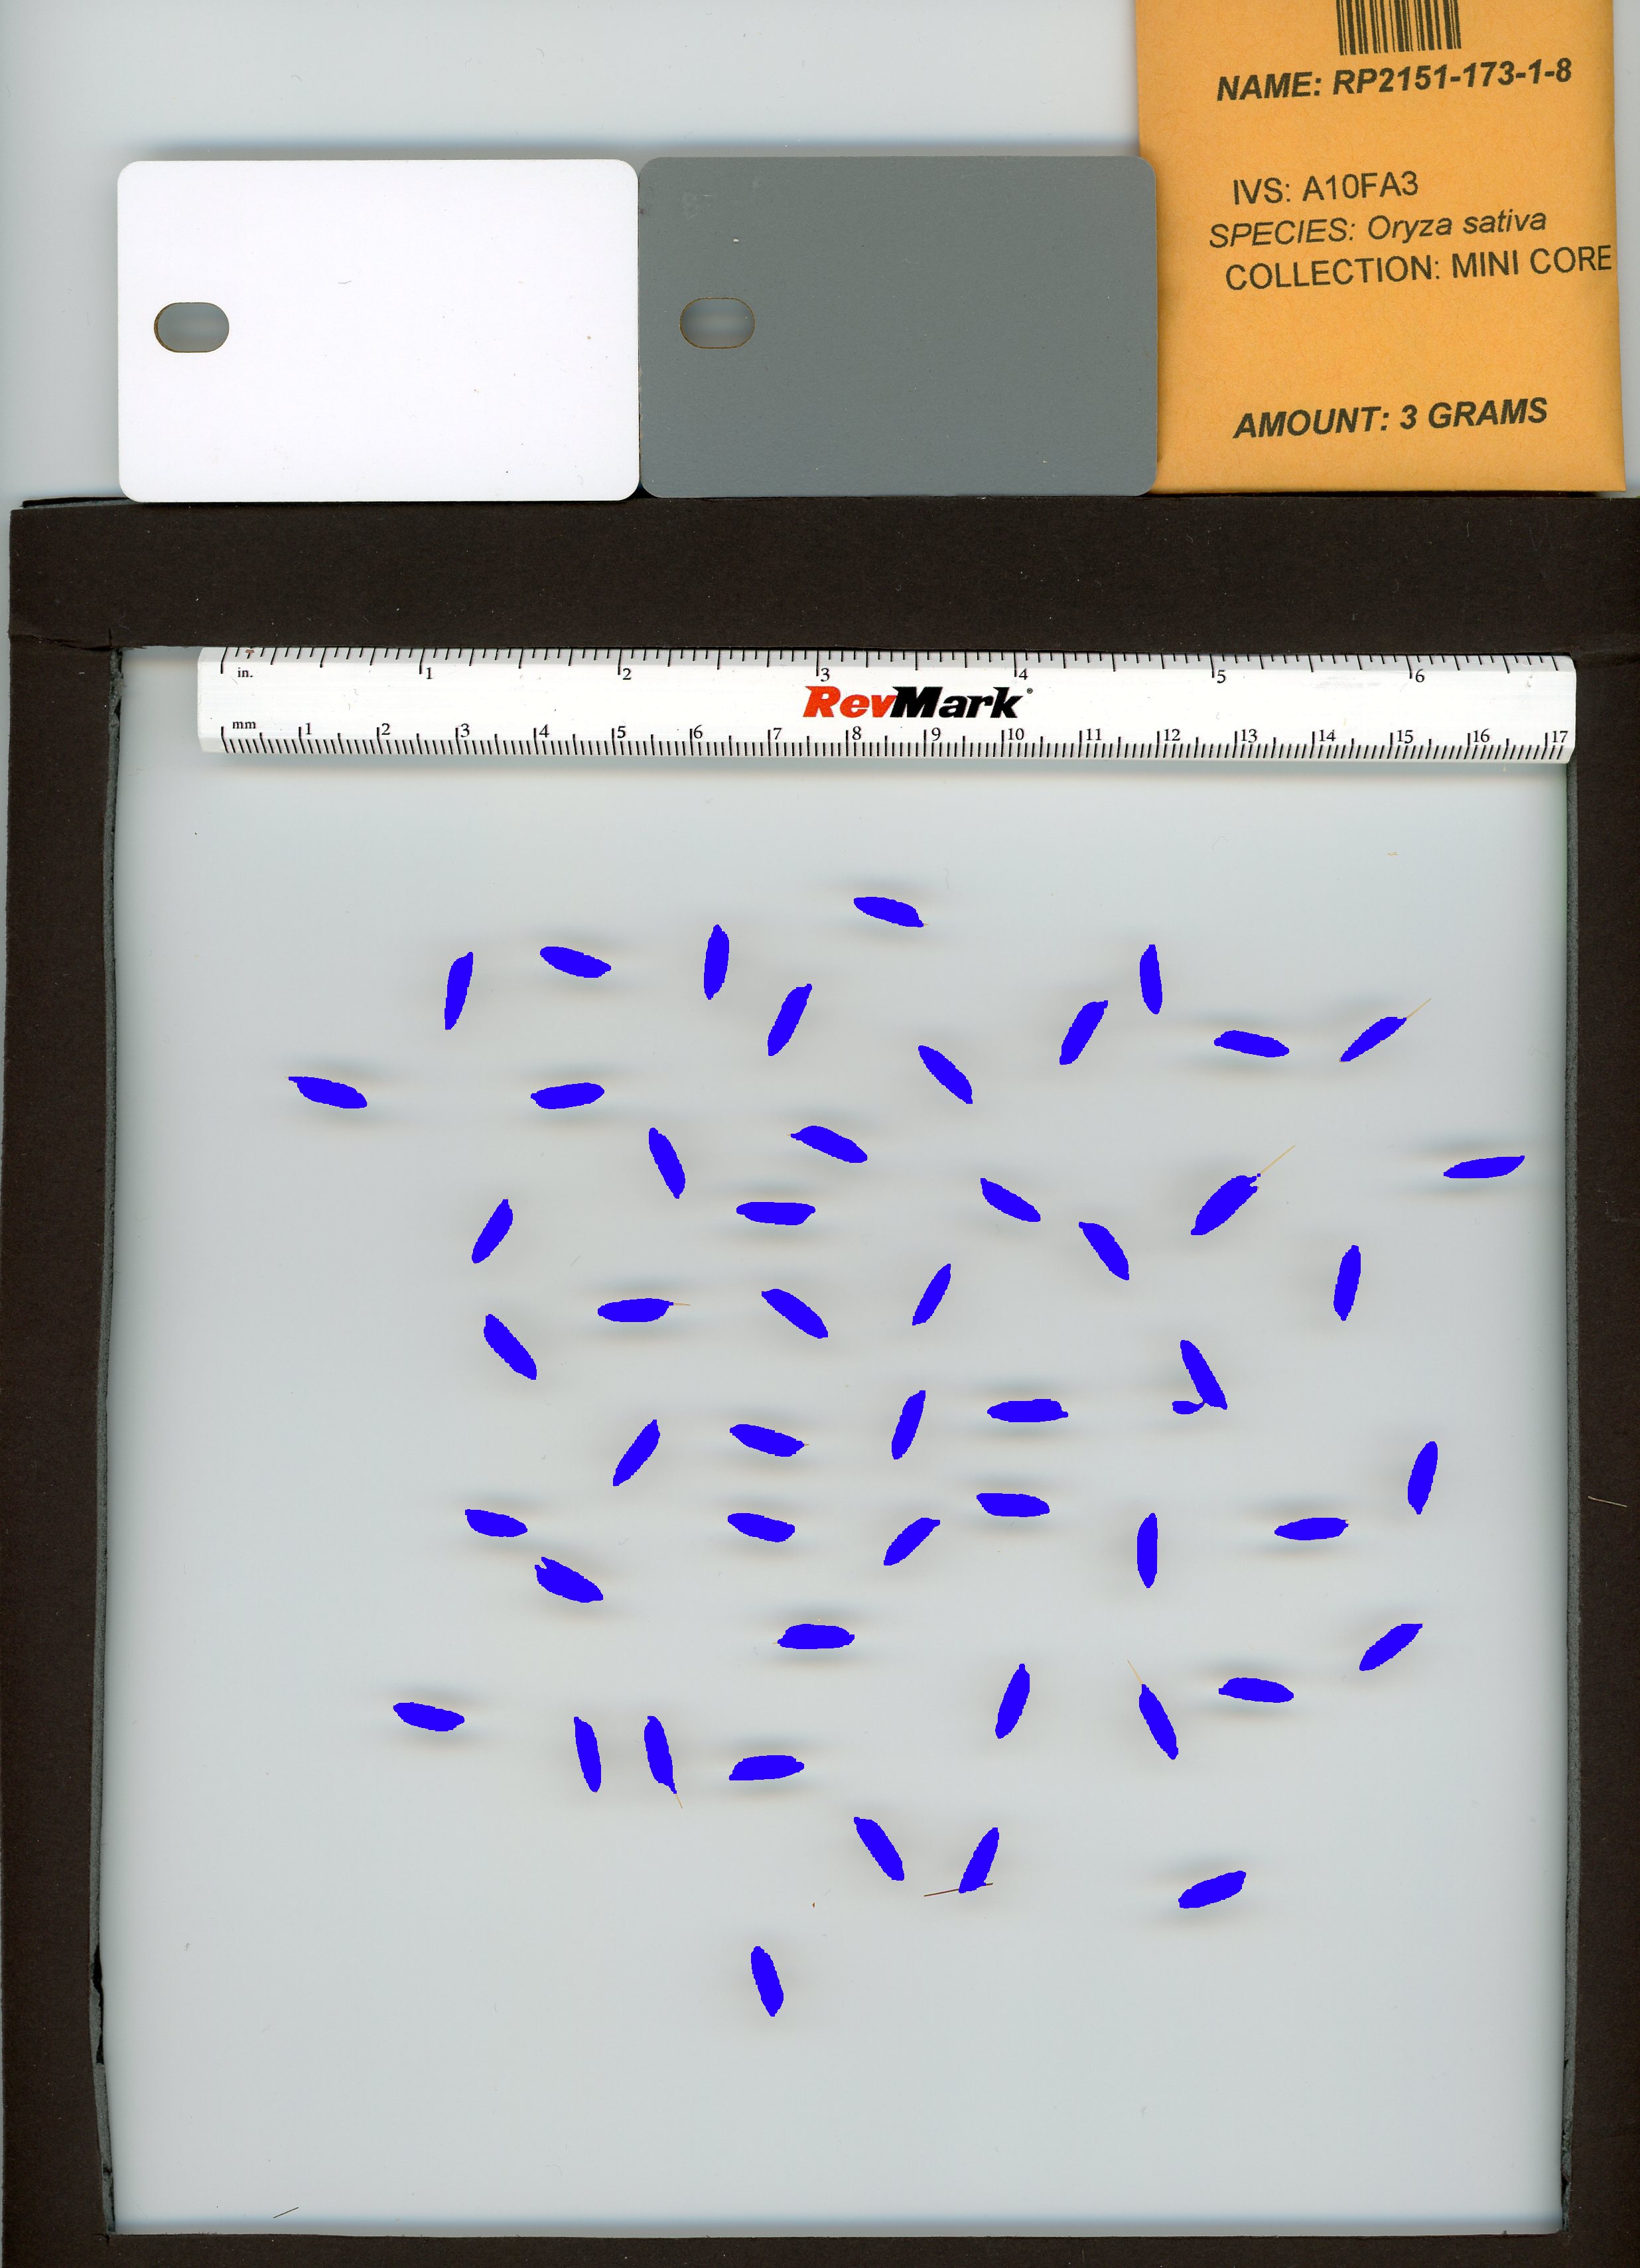 NAME: RP2151-173-1-8
IVS: A10FA3
SPECIES: Oryza sativa
COLLECTION: MINI CORE
AMOUNT: 3 GRAMS
in. 1 2 3 4 5 6
RevMark
mm 1 2 3 4 5 6 7 8 9 10 11 12 13 14 15 16 17